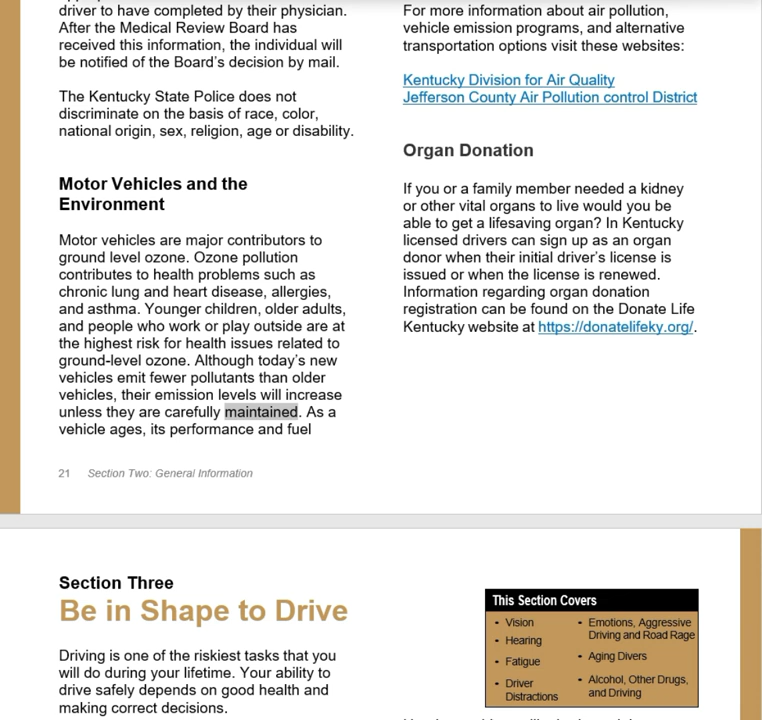 driver to have completed by their physician.
After the Medical Review Board has
received this information, the individual will
be notified of the Board's decision by mail.
The Kentucky State Police does not
discriminate on the basis of race, color,
national origin, sex, religion, age or disability.
Motor Vehicles and the
Environment
Motor vehicles are major contributors to
ground level ozone. Ozone pollution
contributes to health problems such as
chronic lung and heart disease, allergies,
and asthma. Younger children, older adults,
and people who work or play outside are at
the highest risk for health issues related to
ground-level ozone. Although today's new
vehicles emit fewer pollutants than older
vehicles, their emission levels will increase
unless they are carefully maintained. As a
vehicle ages, its performance and fuel
For more information about air pollution,
vehicle emission programs, and alternative
transportation options visit these websites:
Kentucky Division for Air Quality
Jefferson County Air Pollution control District
Organ Donation
If you or a family member needed a kidney
or other vital organs to live would you be
able to get a lifesaving organ? In Kentucky
licensed drivers can sign up as an organ
donor when their initial driver's license is
issued or when the license is renewed.
Information regarding organ donation
registration can be found on the Donate Life
Kentucky website at https://donatelifeky.org/.
21 Section Two: General Information
Section Three
Be in Shape to Drive
Driving is one of the riskiest tasks that you
will do during your lifetime. Your ability to
drive safely depends on good health and
making correct decisions.
This Section Covers
• Vision
• Hearing
• Fatigue
• Driver
Distractions
• Emotions, Aggressive
Driving and Road Rage
• Aging Divers
• Alcohol, Other Drugs,
and Driving